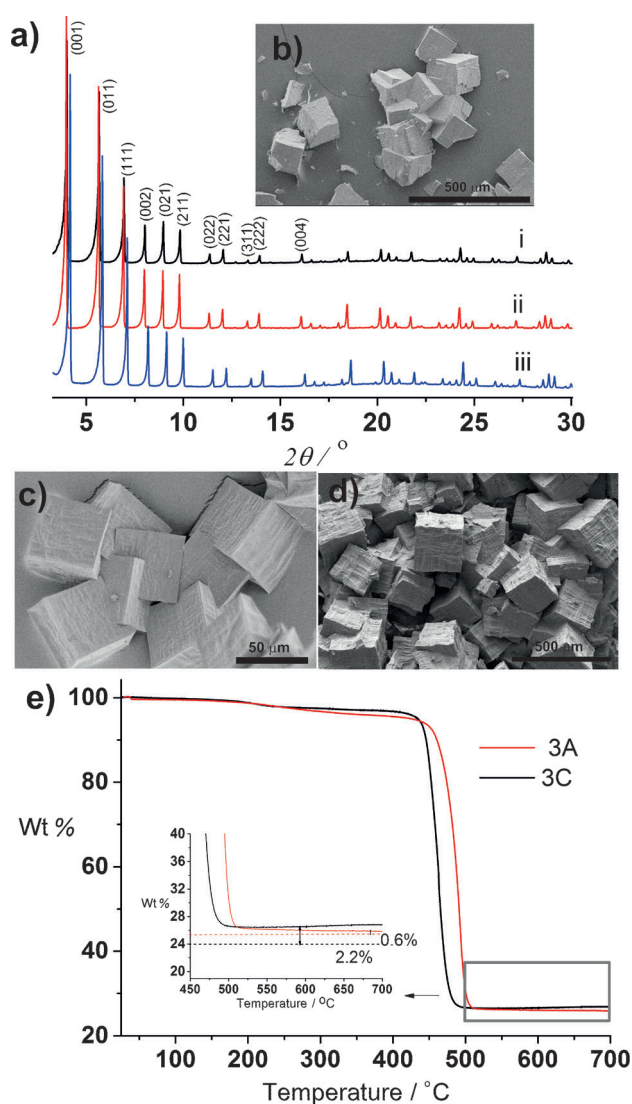 a)
(001)
(011)
(111)
(002)
(021)
(211)
(022)
(221)
(311)
(222)
(004)
b)
500 μm
i
ii
iii
5 10 15 20 25 30
2θ / °
c)
50 μm
d)
e)
100
80
60
40
20
Wt %
3A
3C
40
36
32
28
24
20
Wt %
0.6%
2.2%
450 500 550 600 650 700
Temperature / °C
100 200 300 400 500 600 700
Temperature / °C